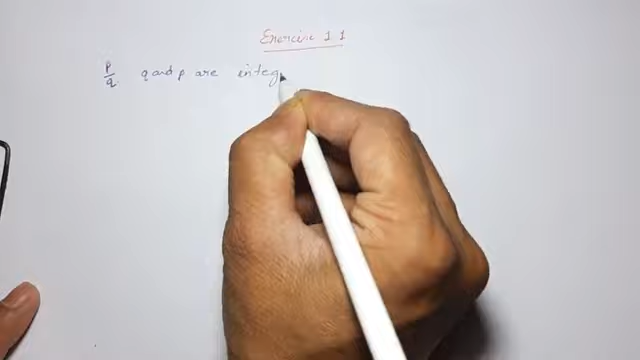 Exercise 1 1
p/q q and p are integ